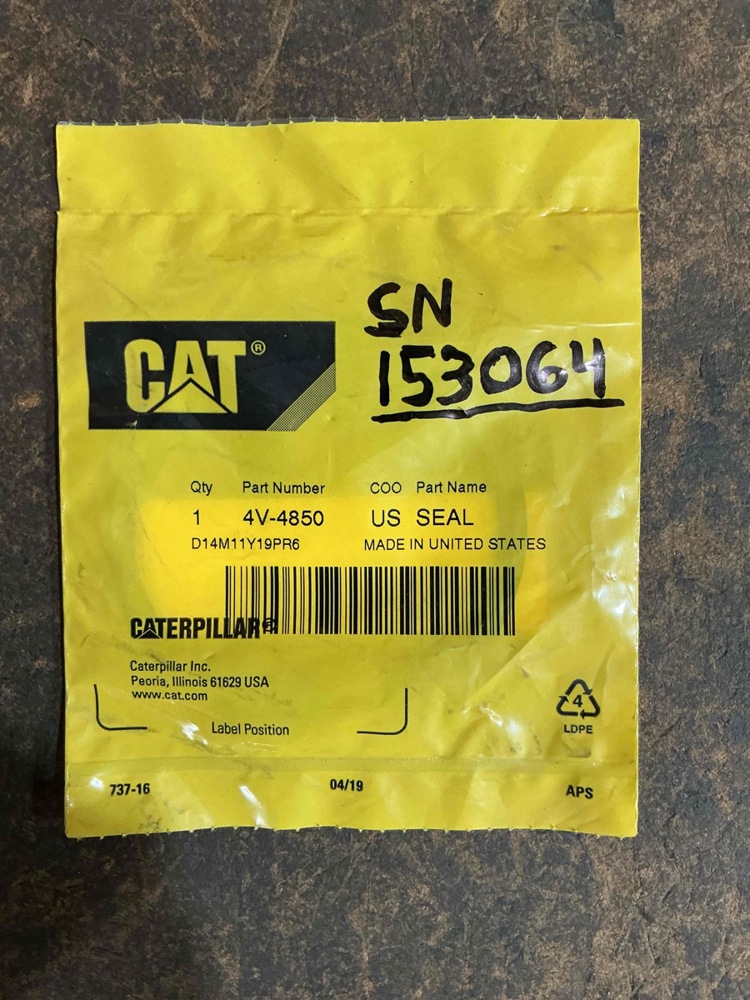 SN
153064
CAT®
Qty Part Number COO Part Name
1 4V-4850 US SEAL
D14M11Y19PR6 MADE IN UNITED STATES
CATERPILLAR®
Caterpillar Inc.
Peoria, Illinois 61629 USA
www.cat.com
Label Position
4
LDPE
737-16 04/19 APS